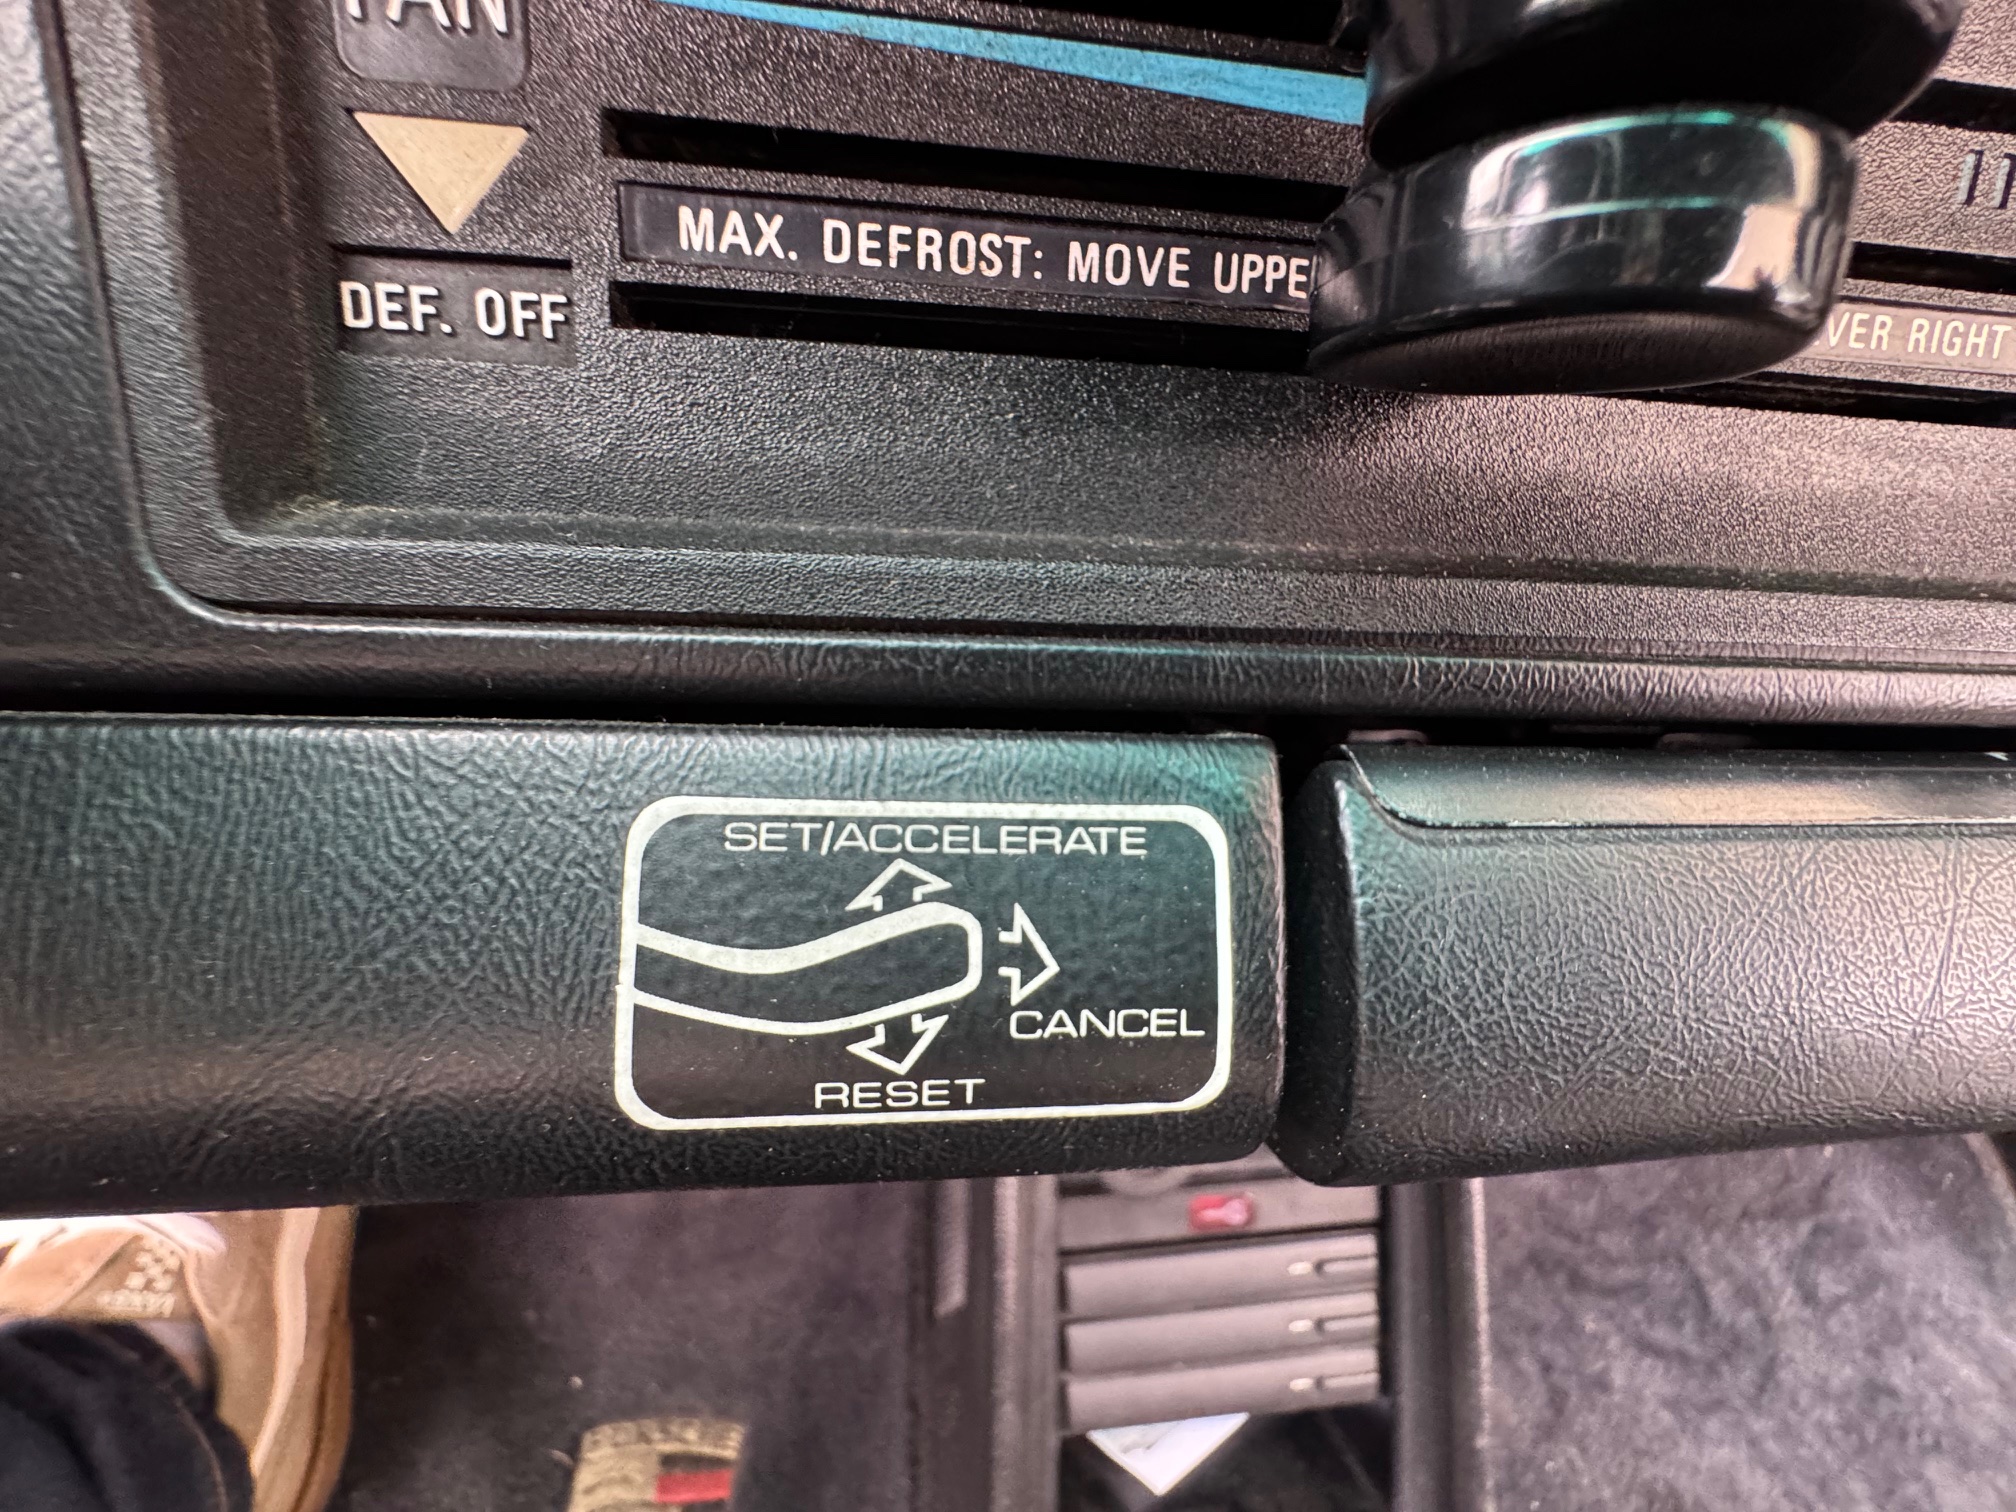 FAN
DEF. OFF
MAX. DEFROST: MOVE UPPE
VER RIGHT
SET/ACCELERATE
CANCEL
RESET